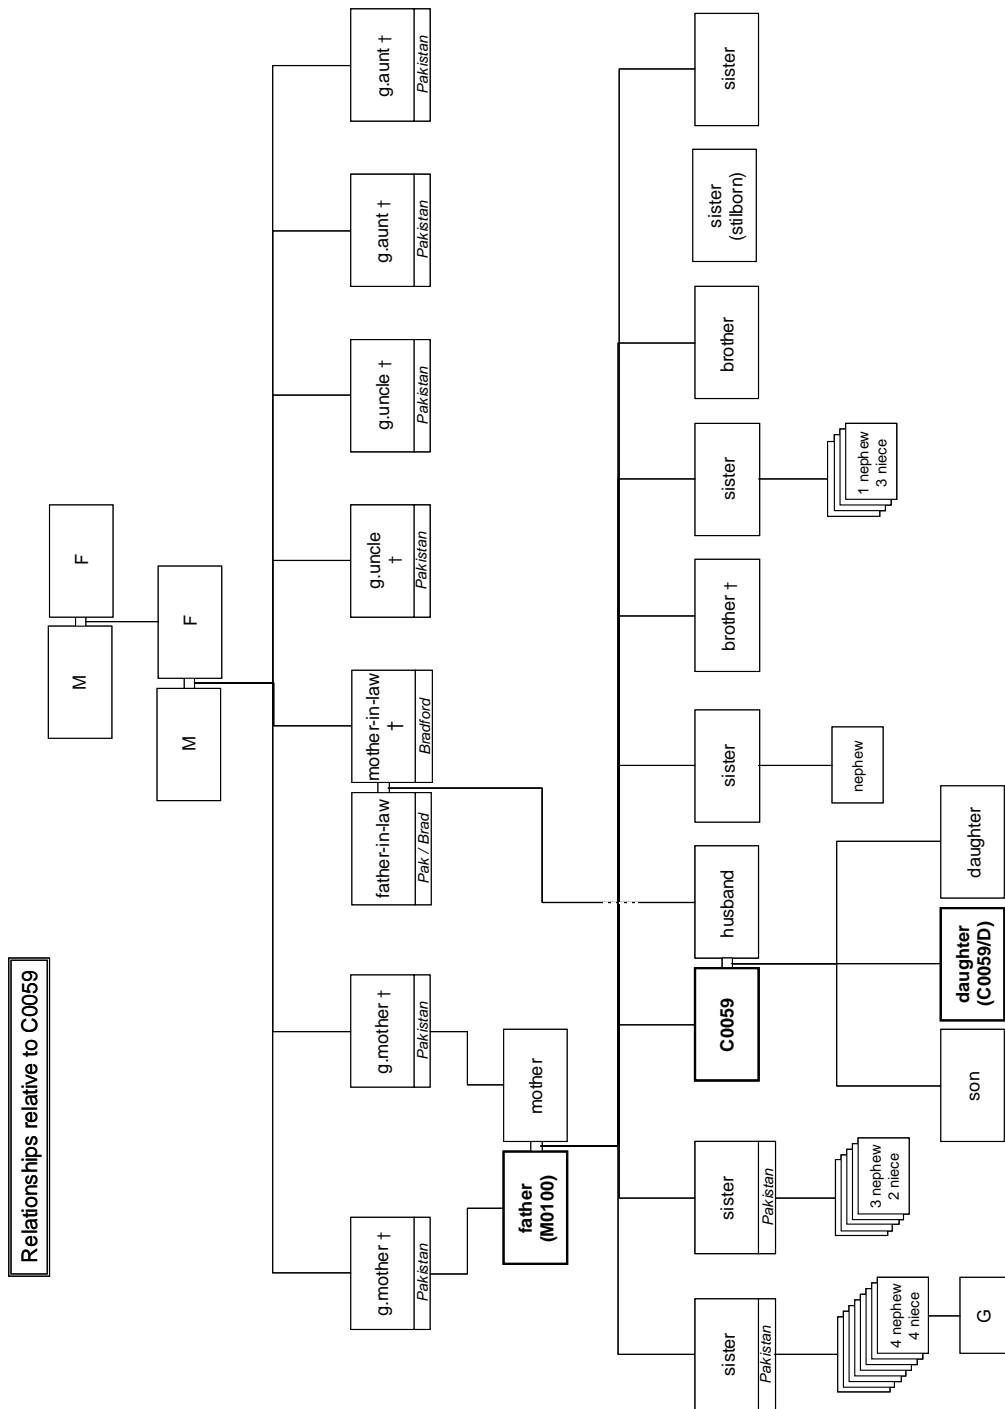 Relationships relative to C0059
M
F
M
F
g.mother †
Pakistan
g.mother †
Pakistan
father-in-law
Pak / Brad
mother-in-law
†
Bradford
g.uncle
†
Pakistan
g.uncle †
Pakistan
g.aunt †
Pakistan
g.aunt †
Pakistan
father
(M0100)
mother
sister
Pakistan
sister
Pakistan
C0059
husband
sister
brother †
sister
brother
sister
(stilborn)
sister
4 nephew
4 niece
3 nephew
2 niece
nephew
1 nephew
3 niece
G
son
daughter
(C0059/D)
daughter